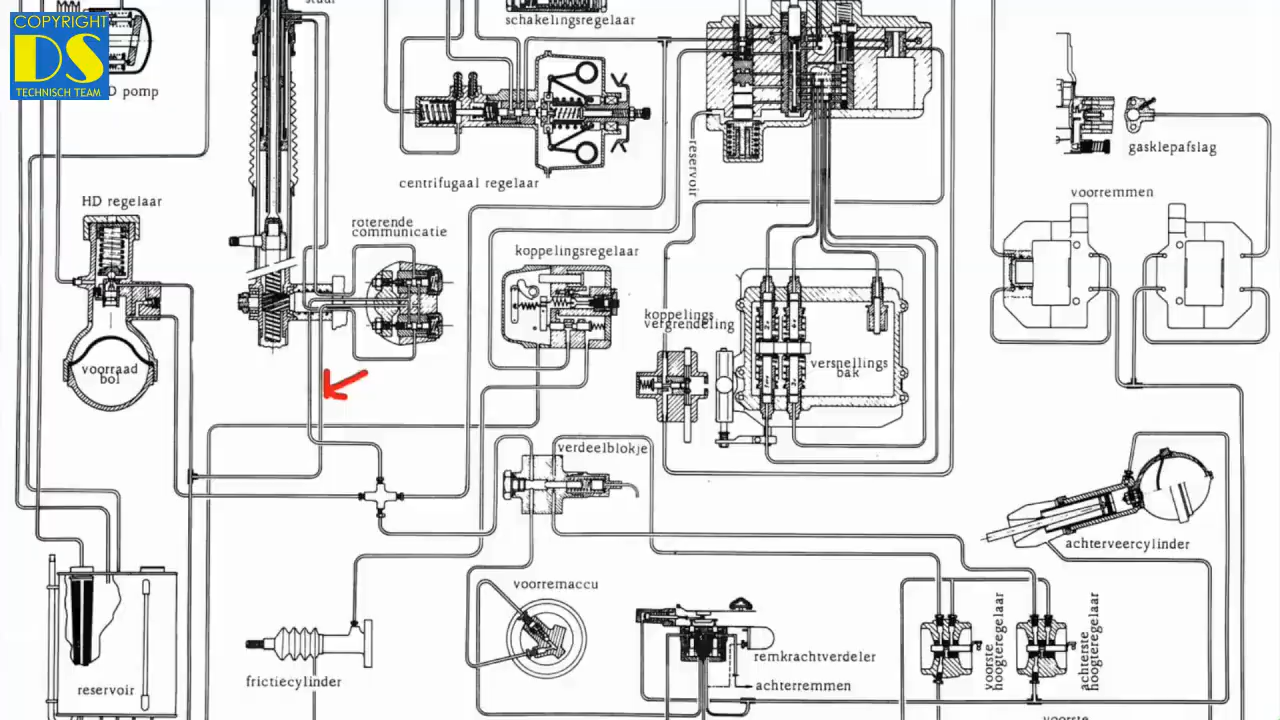 COPYRIGHT
DS
TECHNISCH TEAM
D pomp
schakelingsregelaar
centrifugaal regelaar
reservoir
gasklepafslag
HD regelaar
voorremmen
roterende
communicatie
koppelingsregelaar
koppelings
vergrendeling
voorraad
bol
versnellings
bak
verdeelblokje
achterveercylinder
voorremaccu
voorste
hoogteregelaar
achterste
hoogteregelaar
remkrachtverdeler
frictiecylinder
achterremmen
reservoir
voorste